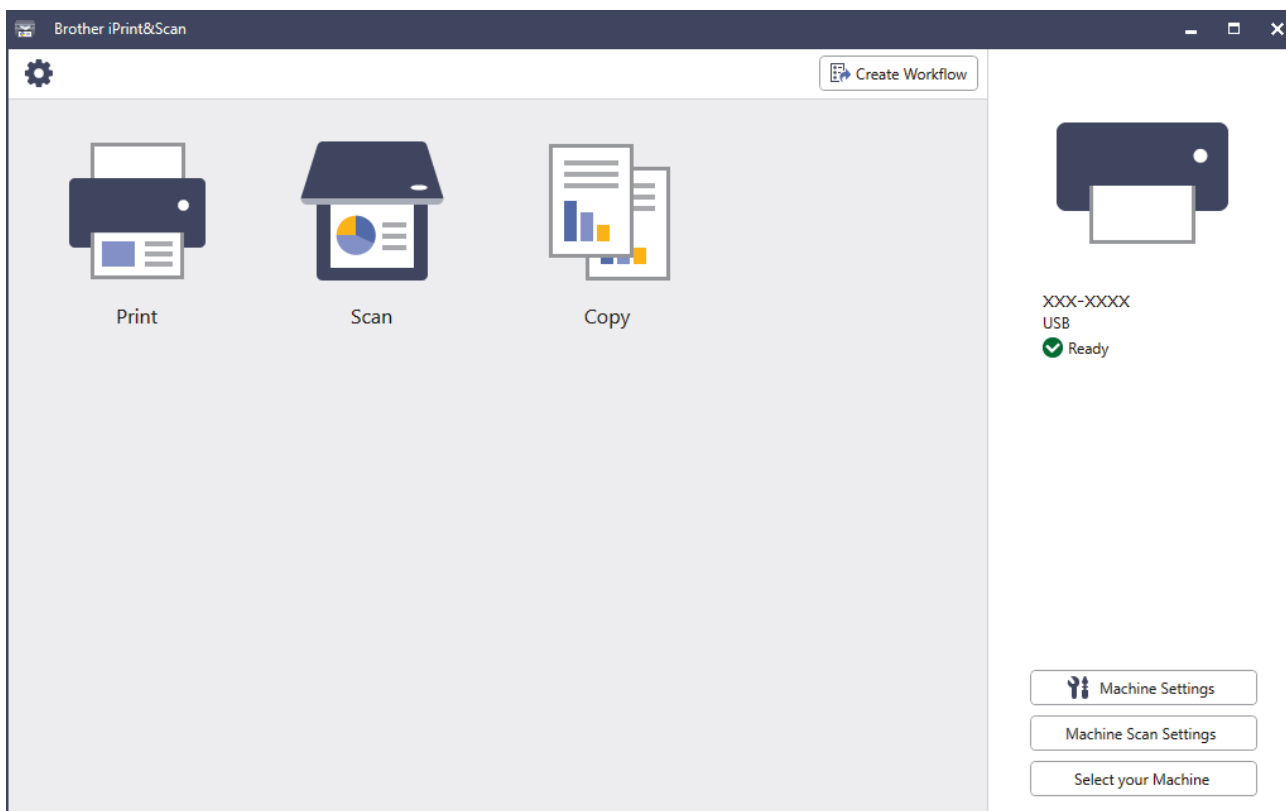 Brother iPrint&Scan
Create Workflow
Print
Scan
Copy
XXX-XXXX
USB
Ready
Machine Settings
Machine Scan Settings
Select your Machine